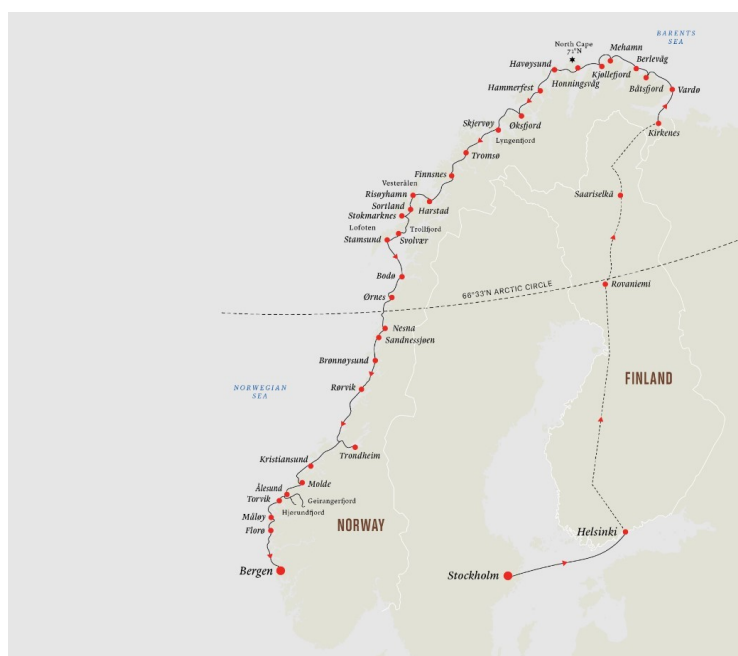 BARENTS
SEA
North Cape
71°N
Mehamn
Havøysund
Berlevåg
Kjøllefjord
Honningsvåg
Båtsfjord
Hammerfest
Vardø
Skjervøy
Øksfjord
Kirkenes
Lyngenfjord
Tromsø
Finnsnes
Vesterålen
Risøyhamn
Saariselkä
Sortland
Harstad
Stokmarknes
Lofoten
Trollfjord
Stamsund
Svolvær
Bodø
66°33'N ARCTIC CIRCLE
Rovaniemi
Ørnes
Nesna
Sandnessjøen
Brønnøysund
FINLAND
NORWEGIAN
SEA
Rørvik
Trondheim
Kristiansund
Molde
Ålesund
Torvik
Geirangerfjord
Hjørundfjord
Måløy
NORWAY
Florø
Helsinki
Bergen
Stockholm